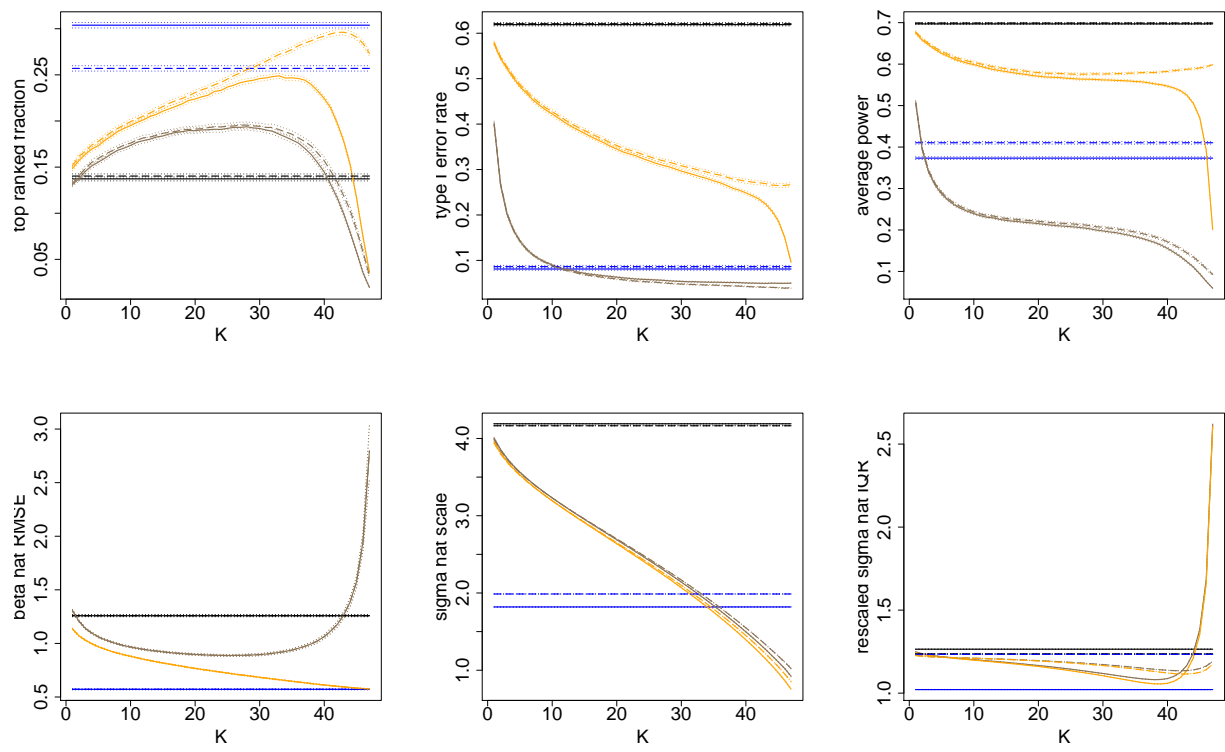 top ranked fraction
0.05
0.15
0.25
0 10 20 30 40
K
type I error rate
0.1 0.2 0.3 0.4 0.5 0.6
0 10 20 30 40
K
average power
0.1 0.2 0.3 0.4 0.5 0.6 0.7
0 10 20 30 40
K
beta nat RMSE
0.5 1.0 1.5 2.0 2.5 3.0
0 10 20 30 40
K
sigma nat scale
1.0 2.0 3.0 4.0
0 10 20 30 40
K
rescaled sigma nat IQR
1.0 1.5 2.0 2.5
0 10 20 30 40
K